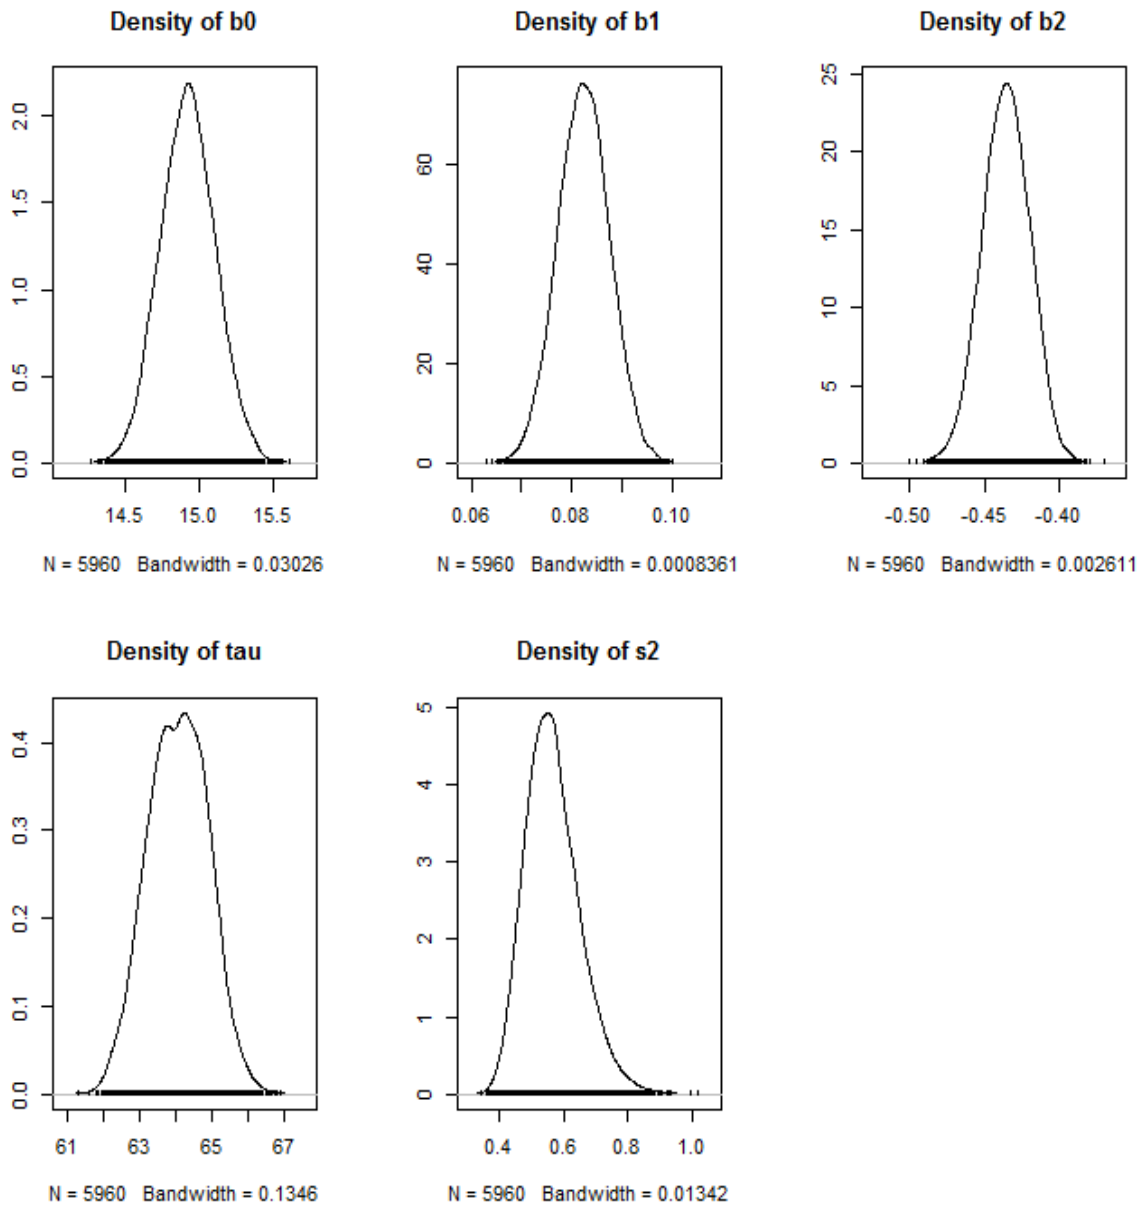 Density of b0
2.0
1.5
1.0
0.5
0.0
14.5 15.0 15.5
N = 5960 Bandwidth = 0.03026
Density of b1
60
40
20
0
0.06 0.08 0.10
N = 5960 Bandwidth = 0.0008361
Density of b2
25
20
15
10
5
0
-0.50 -0.45 -0.40
N = 5960 Bandwidth = 0.002611
Density of tau
0.4
0.3
0.2
0.1
0.0
61 63 65 67
N = 5960 Bandwidth = 0.1346
Density of s2
5
4
3
2
1
0
0.4 0.6 0.8 1.0
N = 5960 Bandwidth = 0.01342